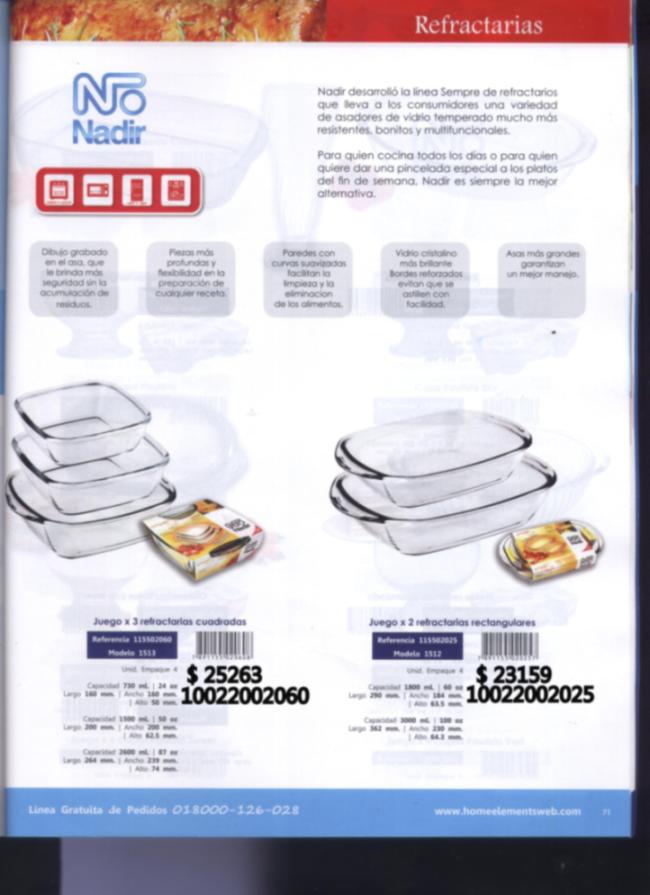 Refractarias
Nadir
Nadir desarrolló la línea Sempre de refractarios
que lleva a los consumidores una variedad
de asadores de vidrio temperado mucho más
resistentes, bonitos y multifuncionales.
Para quien cocina todos los días o para quien
quiere dar una pincelada especial a los platos
del fin de semana, Nadir es siempre la mejor
alternativa.
Dibujo grabado
en el asa, que
le brinda más
seguridad sin la
acumulación de
residuos.
Piezas más
profundas y
flexibilidad en la
preparación de
cualquier receta.
Paredes con
curvas suavizadas
facilitan la
limpieza y la
eliminacion
de los alimentos.
Vidrio cristalino
más brillante
Bordes reforzados
evitan que se
astillen con
facilidad.
Asas más grandes
garantizan
un mejor manejo.
Juego x 3 refractarias cuadradas
Referencia 115502060
Modelo 1513
Unid. Empaque 4
$ 25263
10022002060
Capacidad 730 ml. | 24 oz
Largo 160 mm. | Ancho 160 mm.
| Alto 50 mm.
Capacidad 1500 ml. | 50 oz
Largo 200 mm. | Ancho 200 mm.
| Alto 62.5 mm.
Capacidad 2600 ml. | 87 oz
Largo 264 mm. | Ancho 239 mm.
| Alto 74 mm.
Juego x 2 refractarias rectangulares
Referencia 115502025
Modelo 1512
Unid. Empaque 4
$ 23159
10022002025
Capacidad 1800 ml. | 60 oz
Largo 290 mm. | Ancho 184 mm.
| Alto 63.5 mm.
Capacidad 3000 ml. | 100 oz
Largo 362 mm. | Ancho 230 mm.
| Alto 64.3 mm.
Linea Gratuita de Pedidos 018000-126-028
www.homeelementsweb.com
71